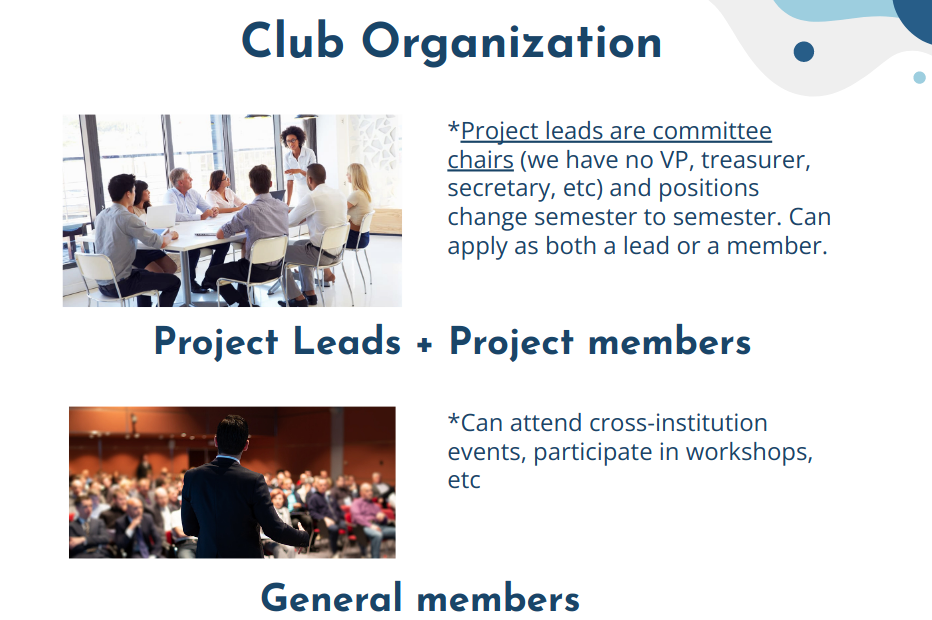 Club Organization
*Project leads are committee
chairs (we have no VP, treasurer,
secretary, etc) and positions
change semester to semester. Can
apply as both a lead or a member.
Project Leads + Project members
*Can attend cross-institution
events, participate in workshops,
etc
General members